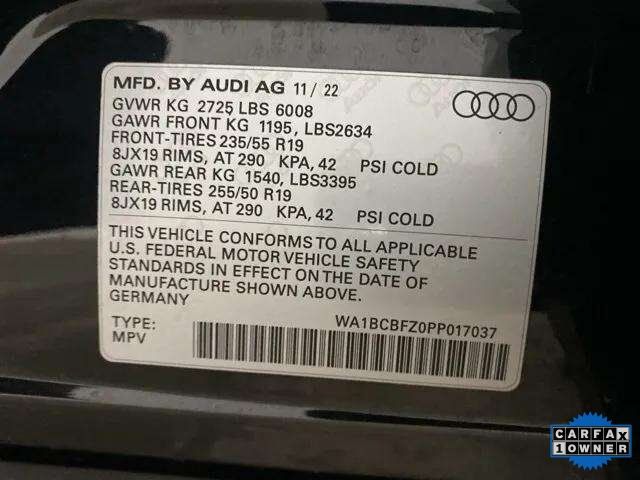 MFD. BY AUDI AG 11/ 22
GVWR KG 2725 LBS 6008
GAWR FRONT KG 1195, LBS2634
FRONT-TIRES 235/55 R19
8JX19 RIMS, AT 290 KPA, 42 PSI COLD
GAWR REAR KG 1540, LBS3395
REAR-TIRES 255/50 R19
8JX19 RIMS, AT 290 KPA, 42 PSI COLD
THIS VEHICLE CONFORMS TO ALL APPLICABLE
U.S. FEDERAL MOTOR VEHICLE SAFETY
STANDARDS IN EFFECT ON THE DATE OF
MANUFACTURE SHOWN ABOVE.
GERMANY
TYPE: WA1BCBFZ0PP017037
MPV
CARFAX
1 OWNER